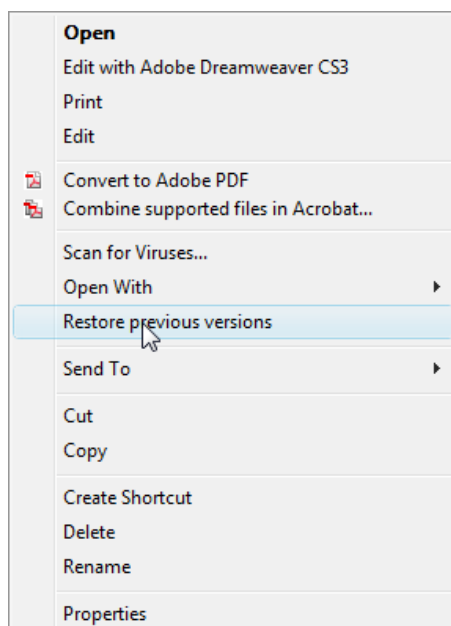 Open
Edit with Adobe Dreamweaver CS3
Print
Edit
Convert to Adobe PDF
Combine supported files in Acrobat...
Scan for Viruses...
Open With
Restore previous versions
Send To
Cut
Copy
Create Shortcut
Delete
Rename
Properties